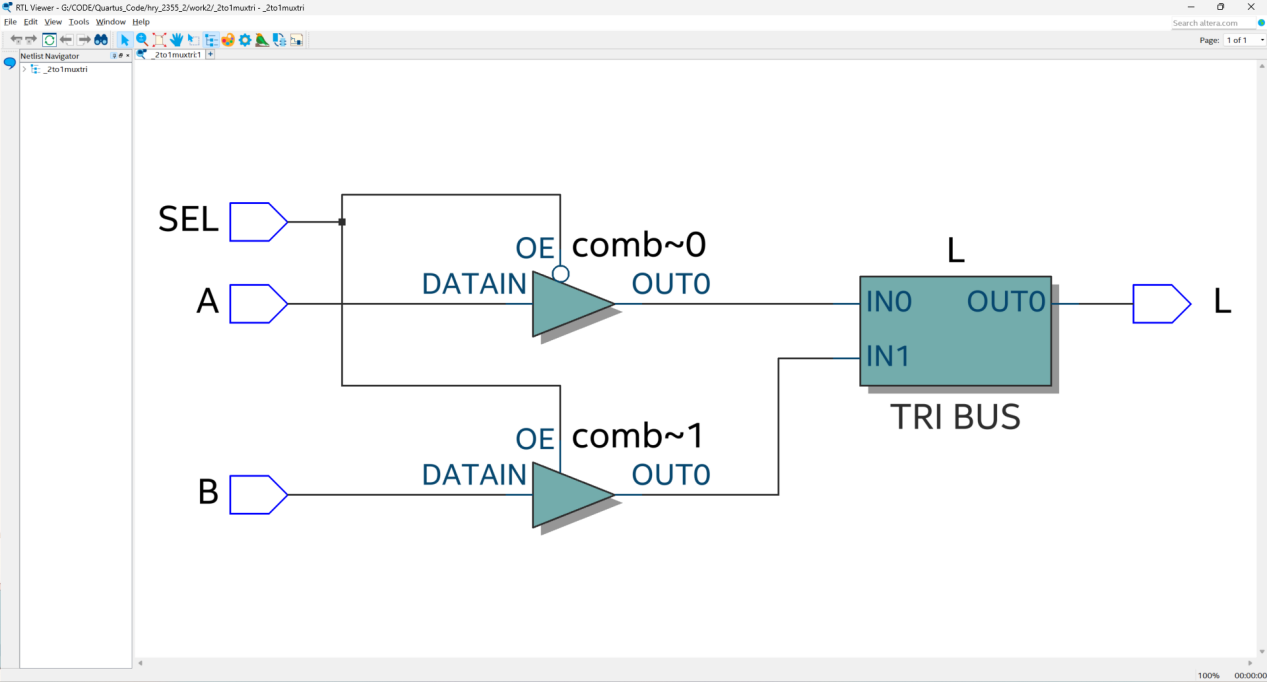 RTL Viewer - G:/CODE/Quartus_Code/hry_2355_2/work2/_2to1muxtri - _2to1muxtri
File Edit View Tools Window Help
Search altera.com
Page: 1 of 1
Netlist Navigator
_2to1muxtri:1
_2to1muxtri
SEL
OE comb~0
L
A
DATAIN OUT0
IN0 OUT0
L
IN1
TRI BUS
OE comb~1
B
DATAIN OUT0
100% 00:00:00